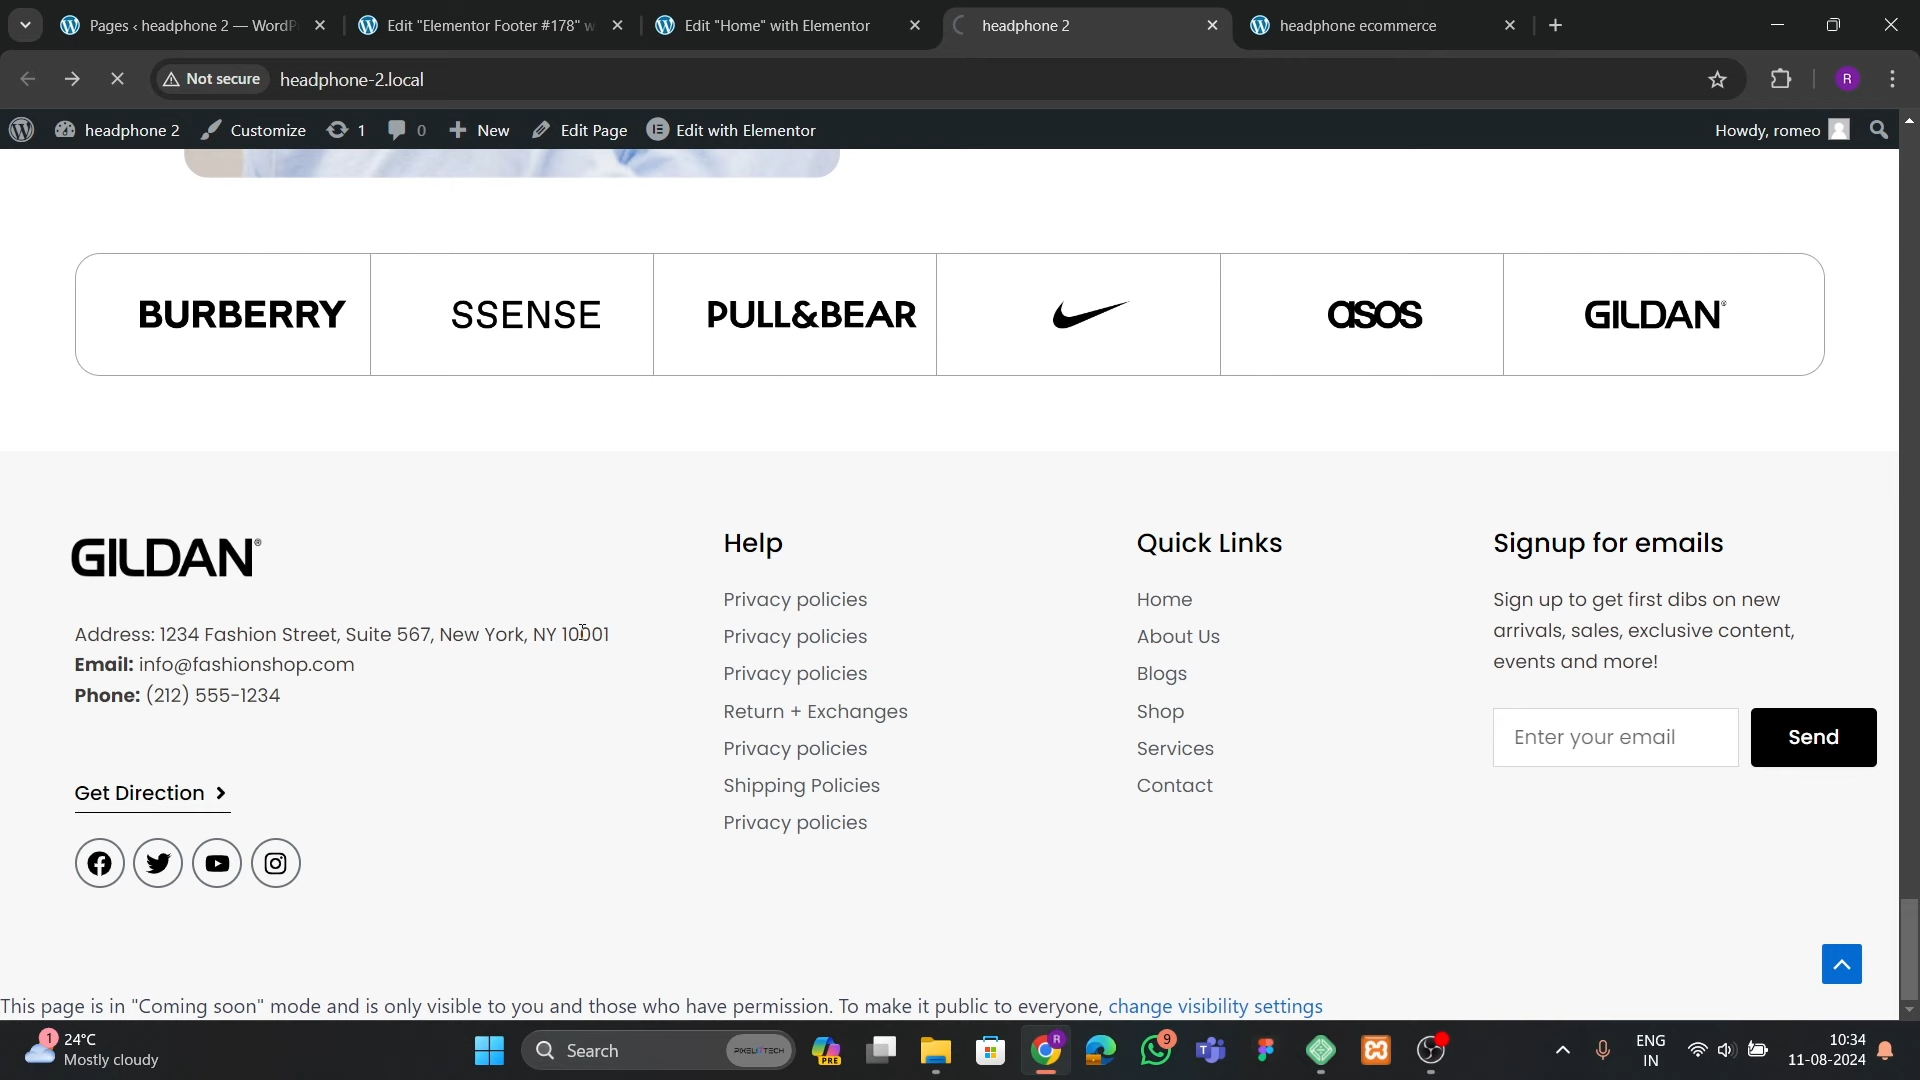 Pages ‹ headphone 2 — WordP
Edit "Elementor Footer #178" w
Edit "Home" with Elementor
headphone 2
headphone ecommerce
Not secure
headphone-2.local
R
headphone 2
Customize
1
0
New
Edit Page
Edit with Elementor
Howdy, romeo
BURBERRY
SSENSE
PULL&BEAR
asos
GILDAN®
GILDAN®
Address: 1234 Fashion Street, Suite 567, New York, NY 10001
Email: info@fashionshop.com
Phone: (212) 555-1234
Get Direction
Help
Privacy policies
Privacy policies
Privacy policies
Return + Exchanges
Privacy policies
Shipping Policies
Privacy policies
Quick Links
Home
About Us
Blogs
Shop
Services
Contact
Signup for emails
Sign up to get first dibs on new
arrivals, sales, exclusive content,
events and more!
Enter your email
Send
This page is in "Coming soon" mode and is only visible to you and those who have permission. To make it public to everyone, change visibility settings
1
24°C
Mostly cloudy
Search
PRE
R
9
ENG
IN
10:34
11-08-2024